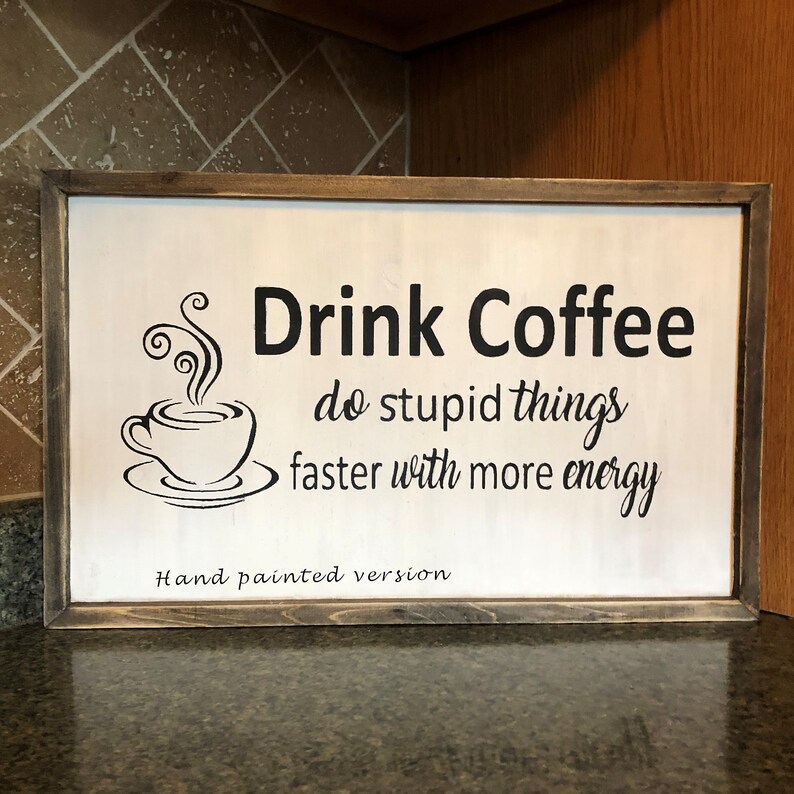 Drink Coffee
do stupid things
faster with more energy
Hand painted version